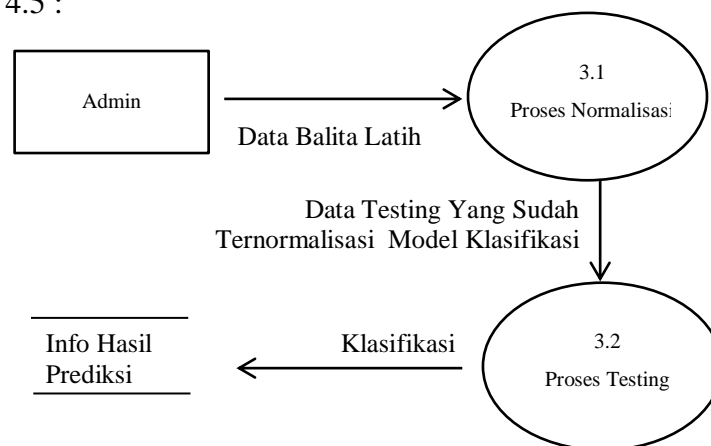 4.5 :
3.1
Admin
Proses Normalisasi
Data Balita Latih
Data Testing Yang Sudah
Ternormalisasi Model Klasifikasi
Info Hasil
Prediksi
Klasifikasi
3.2
Proses Testing